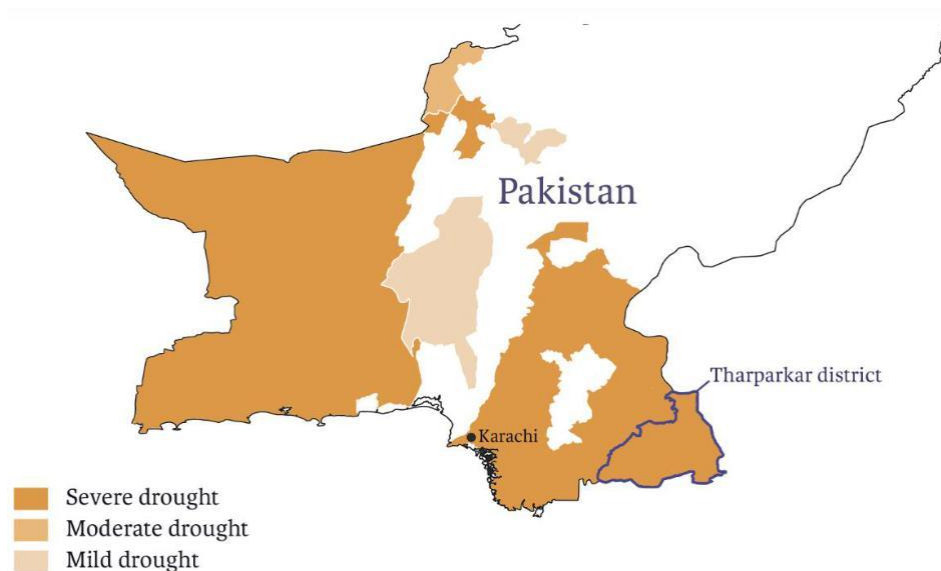 Pakistan
Tharparkar district
Karachi
Severe drought
Moderate drought
Mild drought